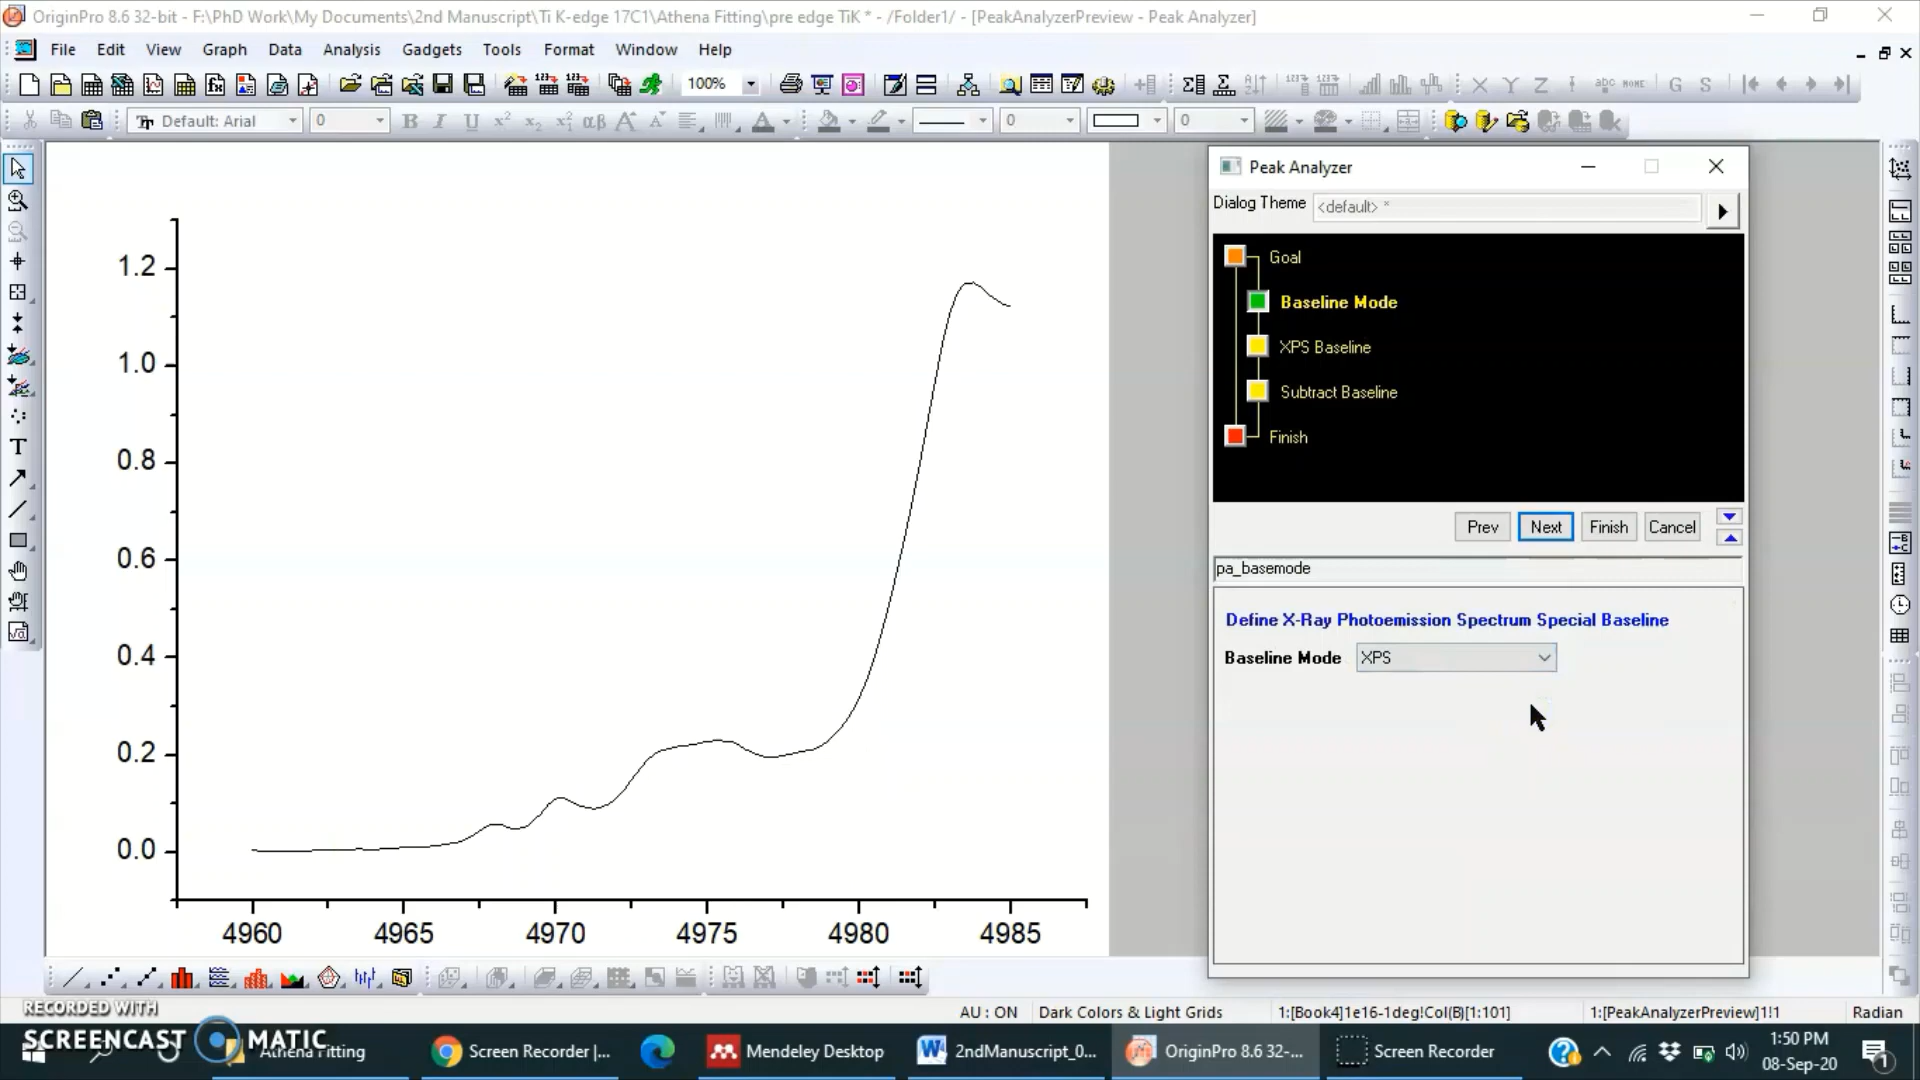 OriginPro 8.6 32-bit - F:\PhD Work\My Documents\2nd Manuscript\Ti K-edge 17C1\Athena Fitting\pre edge TiK * - /Folder1/ - [PeakAnalyzerPreview - Peak Analyzer]
File Edit View Graph Data Analysis Gadgets Tools Format Window Help
100%
Default: Arial 0 B I U 0 0
Peak Analyzer
Dialog Theme <default> *
Goal
Baseline Mode
XPS Baseline
Subtract Baseline
Finish
Prev Next Finish Cancel
pa_basemode
Define X-Ray Photoemission Spectrum Special Baseline
Baseline Mode XPS
1.2
1.0
0.8
0.6
0.4
0.2
0.0
4960 4965 4970 4975 4980 4985
AU : ON Dark Colors & Light Grids 1:[Book4]1e16-1deg!Col(B)[1:101] 1:[PeakAnalyzerPreview]1!1 Radian
RECORDED WITH
SCREENCAST MATIC
Athena Fitting Screen Recorder |... Mendeley Desktop 2ndManuscript_0... OriginPro 8.6 32-... Screen Recorder
1:50 PM
08-Sep-20
1